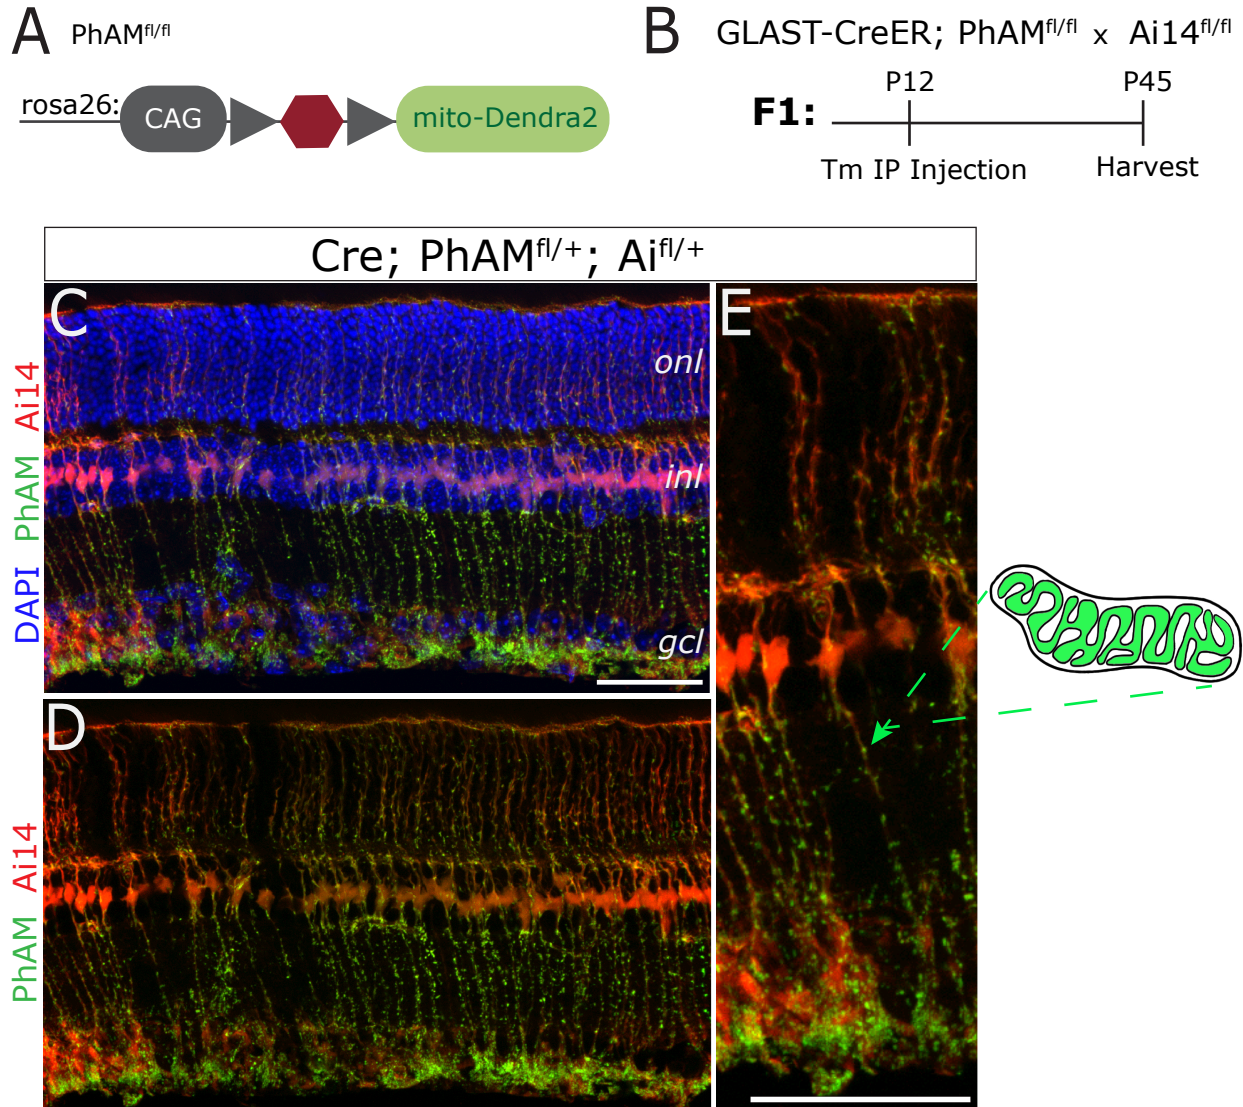 A PhAMfl/fl
rosa26: CAG mito-Dendra2
B GLAST-CreER; PhAMfl/fl x Ai14fl/fl
P12 P45
F1:
Tm IP Injection Harvest
Cre; PhAMfl/+; Aifl/+
C
onl
inl
gcl
DAPI PhAM Ai14
D
PhAM Ai14
E